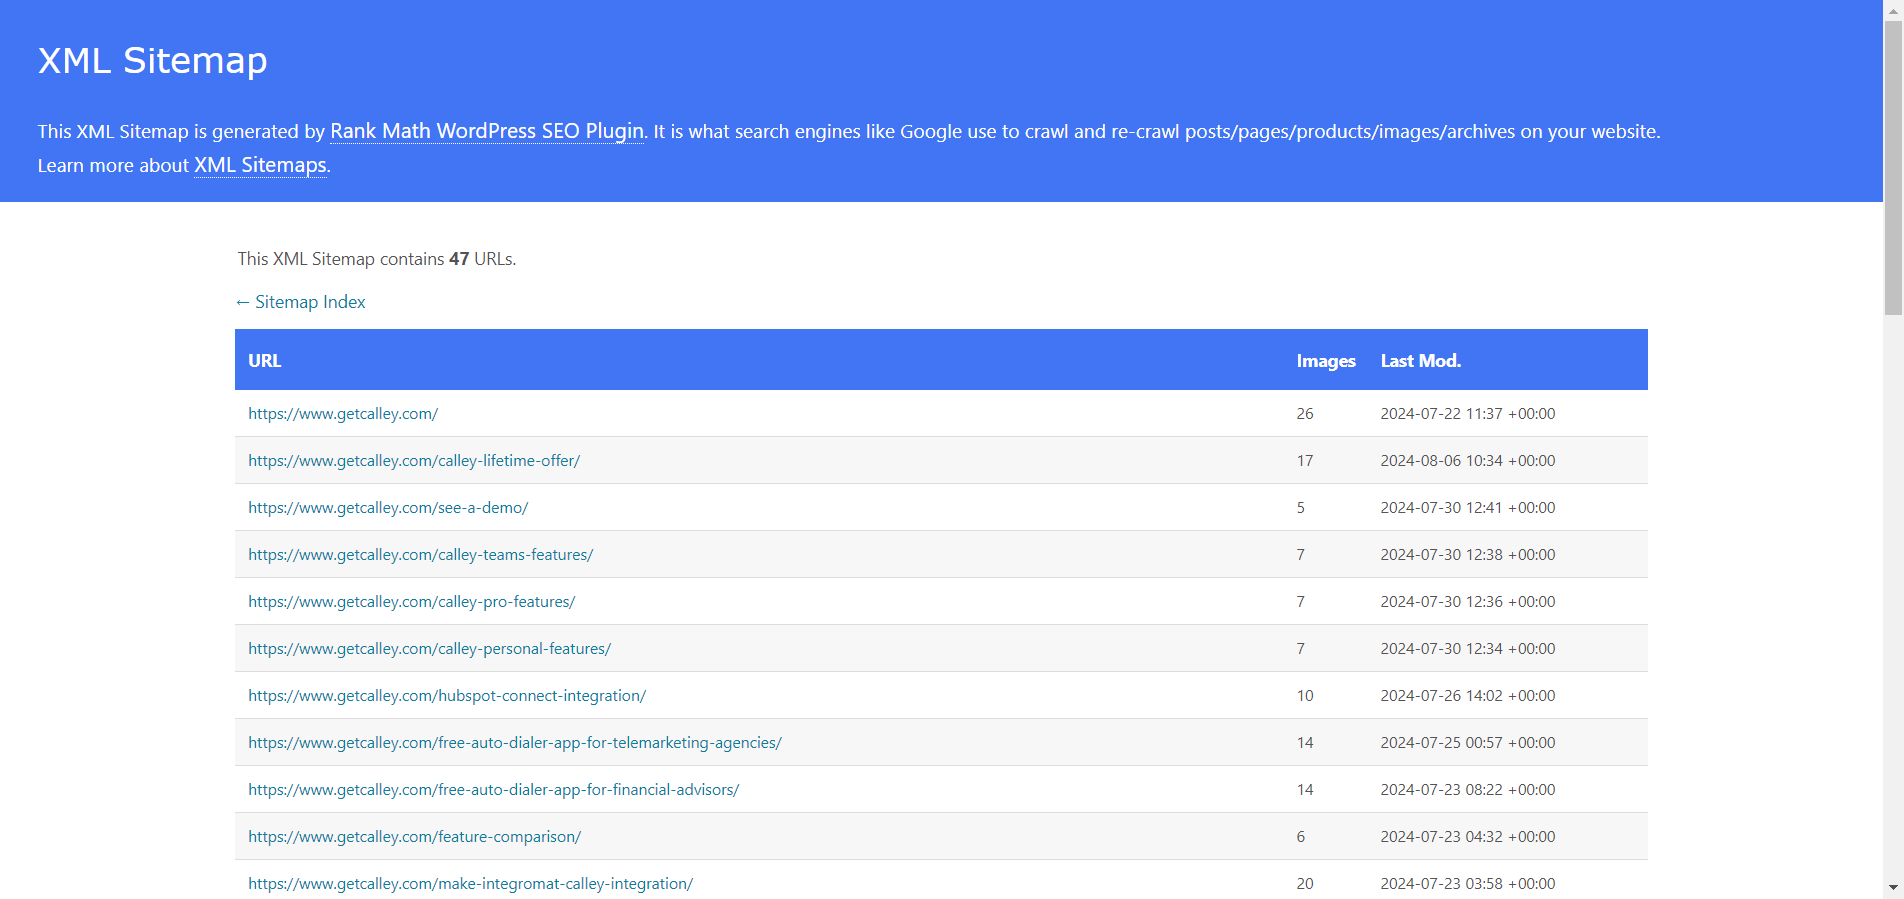 XML Sitemap
This XML Sitemap is generated by Rank Math WordPress SEO Plugin. It is what search engines like Google use to crawl and re-crawl posts/pages/products/images/archives on your website.
Learn more about XML Sitemaps.
This XML Sitemap contains 47 URLs.
← Sitemap Index
URL Images Last Mod.
https://www.getcalley.com/ 26 2024-07-22 11:37 +00:00
https://www.getcalley.com/calley-lifetime-offer/ 17 2024-08-06 10:34 +00:00
https://www.getcalley.com/see-a-demo/ 5 2024-07-30 12:41 +00:00
https://www.getcalley.com/calley-teams-features/ 7 2024-07-30 12:38 +00:00
https://www.getcalley.com/calley-pro-features/ 7 2024-07-30 12:36 +00:00
https://www.getcalley.com/calley-personal-features/ 7 2024-07-30 12:34 +00:00
https://www.getcalley.com/hubspot-connect-integration/ 10 2024-07-26 14:02 +00:00
https://www.getcalley.com/free-auto-dialer-app-for-telemarketing-agencies/ 14 2024-07-25 00:57 +00:00
https://www.getcalley.com/free-auto-dialer-app-for-financial-advisors/ 14 2024-07-23 08:22 +00:00
https://www.getcalley.com/feature-comparison/ 6 2024-07-23 04:32 +00:00
https://www.getcalley.com/make-integromat-calley-integration/ 20 2024-07-23 03:58 +00:00